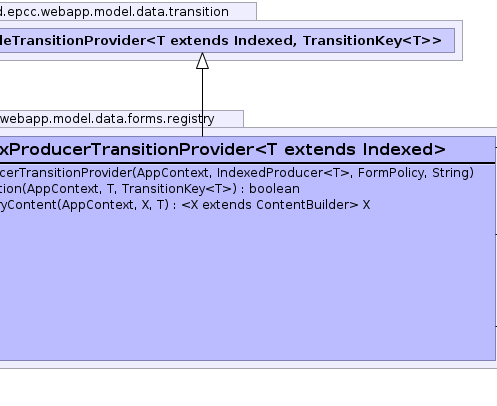 d.epcc.webapp.model.data.transition
leTransitionProvider<T extends Indexed, TransitionKey<T>>
webapp.model.data.forms.registry
xProducerTransitionProvider<T extends Indexed>
cerTransitionProvider(AppContext, IndexedProducer<T>, FormPolicy, String)
tion(AppContext, T, TransitionKey<T>) : boolean
ryContent(AppContext, X, T) : <X extends ContentBuilder> X